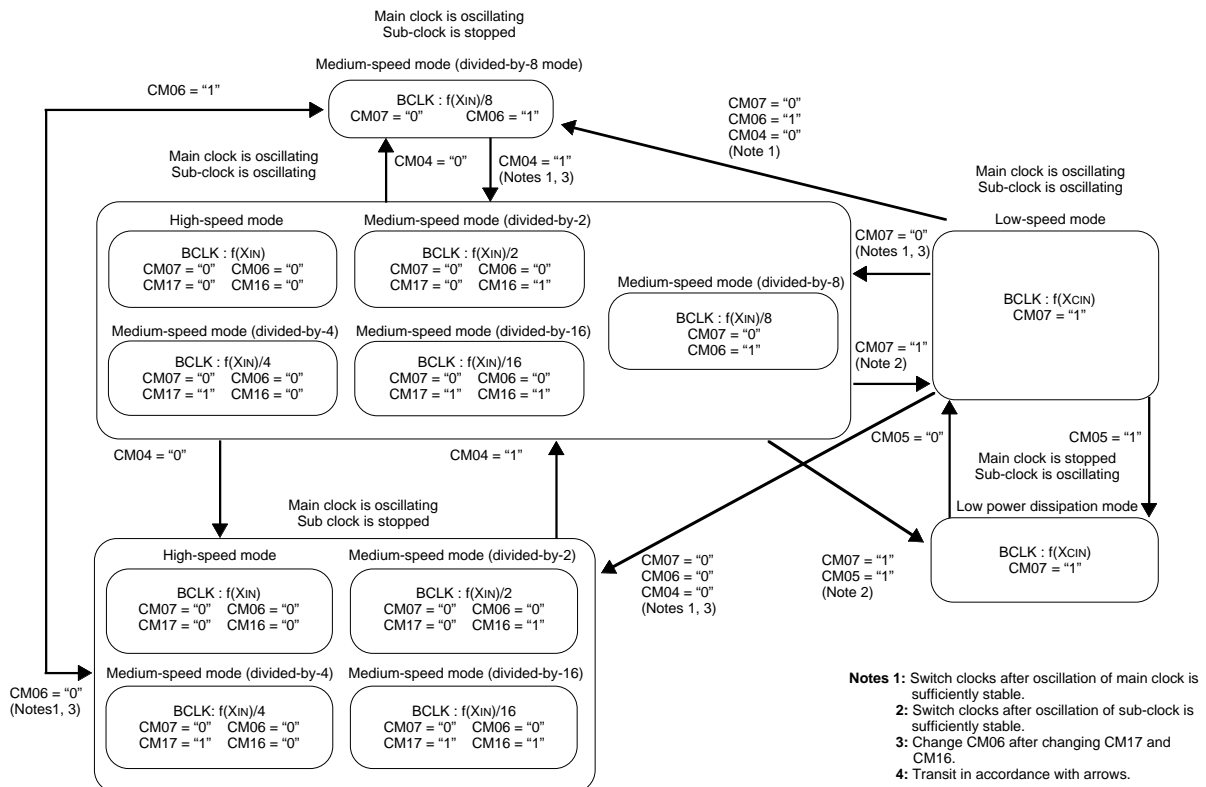 Main clock is oscillating
Sub-clock is stopped
Medium-speed mode (divided-by-8 mode)
CM06 = “1”
BCLK : f(XIN)/8
CM07 = “0” CM06 = “1”
CM07 = “0”
CM06 = “1”
CM04 = “0”
(Note 1)
Main clock is oscillating
Sub-clock is oscillating
CM04 = “0”
CM04 = “1”
(Notes 1, 3)
Main clock is oscillating
Sub-clock is oscillating
High-speed mode
BCLK : f(XIN)
CM07 = “0” CM06 = “0”
CM17 = “0” CM16 = “0”
Medium-speed mode (divided-by-2)
BCLK : f(XIN)/2
CM07 = “0” CM06 = “0”
CM17 = “0” CM16 = “1”
Medium-speed mode (divided-by-8)
BCLK : f(XIN)/8
CM07 = “0”
CM06 = “1”
Medium-speed mode (divided-by-4)
BCLK : f(XIN)/4
CM07 = “0” CM06 = “0”
CM17 = “1” CM16 = “0”
Medium-speed mode (divided-by-16)
BCLK : f(XIN)/16
CM07 = “0” CM06 = “0”
CM17 = “1” CM16 = “1”
CM07 = “0”
(Notes 1, 3)
CM07 = “1”
(Note 2)
Low-speed mode
BCLK : f(XCIN)
CM07 = “1”
CM04 = “0”
CM04 = “1”
CM05 = “0”
CM05 = “1”
Main clock is stopped
Sub-clock is oscillating
Low power dissipation mode
BCLK : f(XCIN)
CM07 = “1”
Main clock is oscillating
Sub clock is stopped
High-speed mode
BCLK : f(XIN)
CM07 = “0” CM06 = “0”
CM17 = “0” CM16 = “0”
Medium-speed mode (divided-by-2)
BCLK : f(XIN)/2
CM07 = “0” CM06 = “0”
CM17 = “0” CM16 = “1”
CM07 = “0”
CM06 = “0”
CM04 = “0”
(Notes 1, 3)
CM07 = “1”
CM05 = “1”
(Note 2)
CM06 = “0”
(Notes1, 3)
Medium-speed mode (divided-by-4)
BCLK: f(XIN)/4
CM07 = “0” CM06 = “0”
CM17 = “1” CM16 = “0”
Medium-speed mode (divided-by-16)
BCLK : f(XIN)/16
CM07 = “0” CM06 = “0”
CM17 = “1” CM16 = “1”
Notes 1: Switch clocks after oscillation of main clock is
sufficiently stable.
2: Switch clocks after oscillation of sub-clock is
sufficiently stable.
3: Change CM06 after changing CM17 and
CM16.
4: Transit in accordance with arrows.